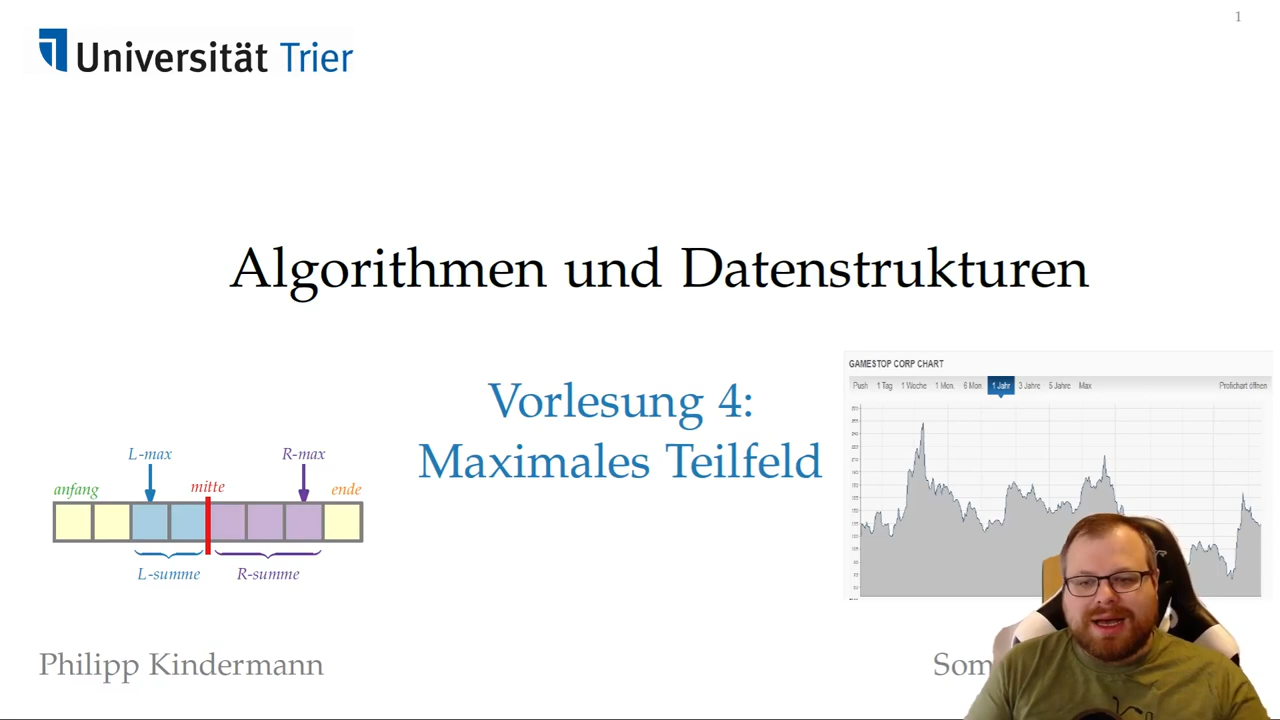 1
Universität Trier
Algorithmen und Datenstrukturen
Vorlesung 4:
Maximales Teilfeld
L-max
R-max
anfang
mitte
ende
L-summe
R-summe
GAMESTOP CORP CHART
Push 1 Tag 1 Woche 1 Mon. 6 Mon. 1 Jahr 3 Jahre 5 Jahre Max Profichart öffnen
Philipp Kindermann